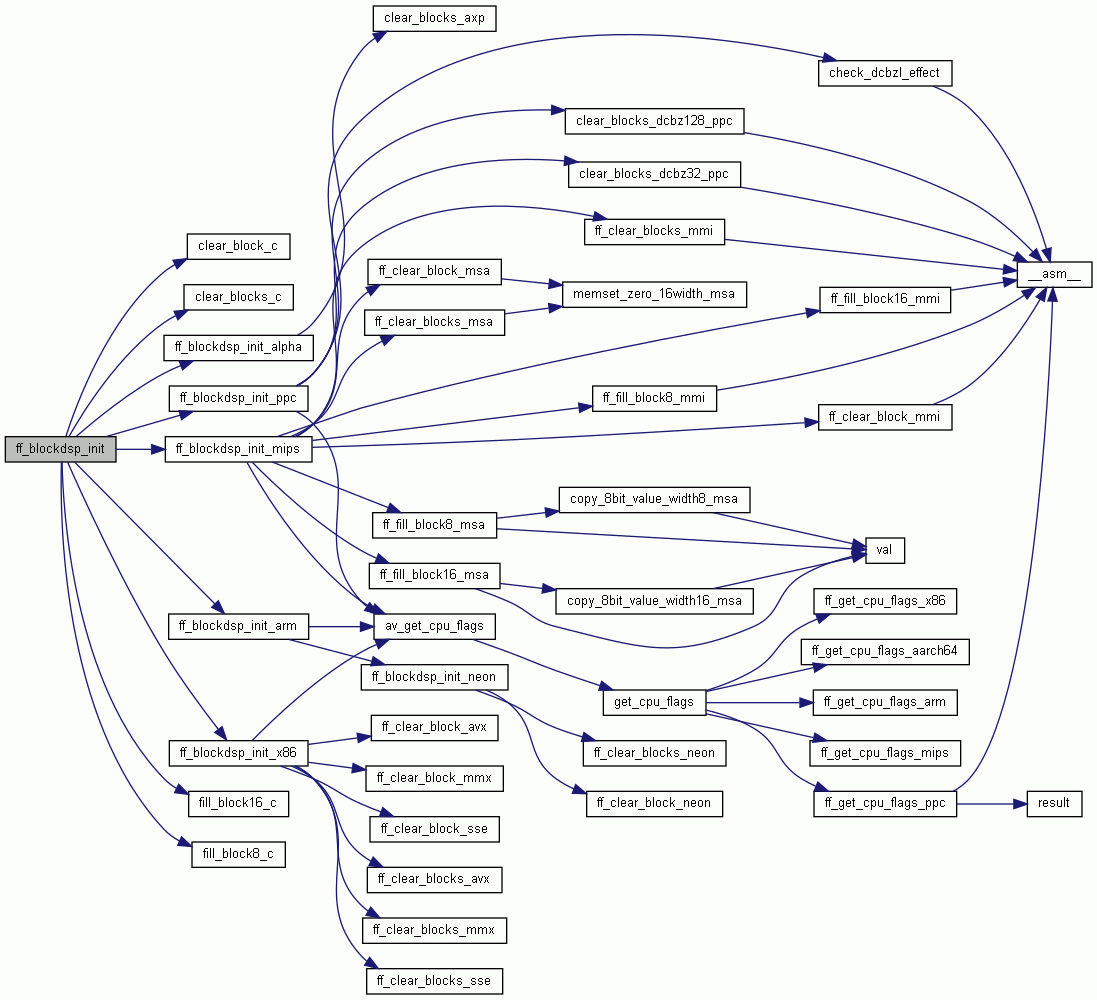 clear_blocks_axp
check_dcbzl_effect
clear_blocks_dcbz128_ppc
clear_blocks_dcbz32_ppc
ff_clear_blocks_mmi
clear_block_c
ff_clear_block_msa
__asm__
clear_blocks_c
memset_zero_16width_msa
ff_fill_block16_mmi
ff_clear_blocks_msa
ff_blockdsp_init_alpha
ff_blockdsp_init_ppc
ff_fill_block8_mmi
ff_clear_block_mmi
ff_blockdsp_init
ff_blockdsp_init_mips
copy_8bit_value_width8_msa
ff_fill_block8_msa
val
ff_fill_block16_msa
copy_8bit_value_width16_msa
ff_get_cpu_flags_x86
ff_blockdsp_init_arm
av_get_cpu_flags
ff_get_cpu_flags_aarch64
ff_blockdsp_init_neon
get_cpu_flags
ff_get_cpu_flags_arm
ff_clear_block_avx
ff_blockdsp_init_x86
ff_clear_blocks_neon
ff_get_cpu_flags_mips
ff_clear_block_mmx
fill_block16_c
ff_clear_block_neon
ff_get_cpu_flags_ppc
result
ff_clear_block_sse
fill_block8_c
ff_clear_blocks_avx
ff_clear_blocks_mmx
ff_clear_blocks_sse